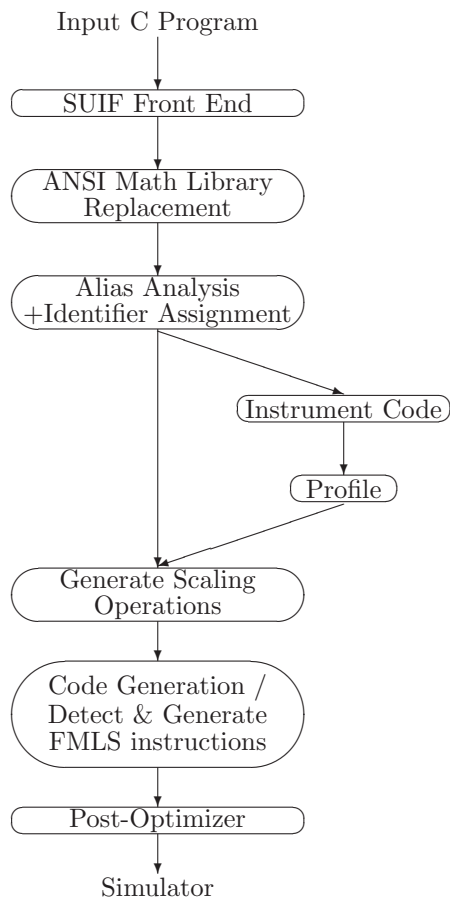 Input C Program
SUIF Front End
ANSI Math Library
Replacement
Alias Analysis
+Identifier Assignment
Instrument Code
Profile
Generate Scaling
Operations
Code Generation /
Detect & Generate
FMLS instructions
Post-Optimizer
Simulator